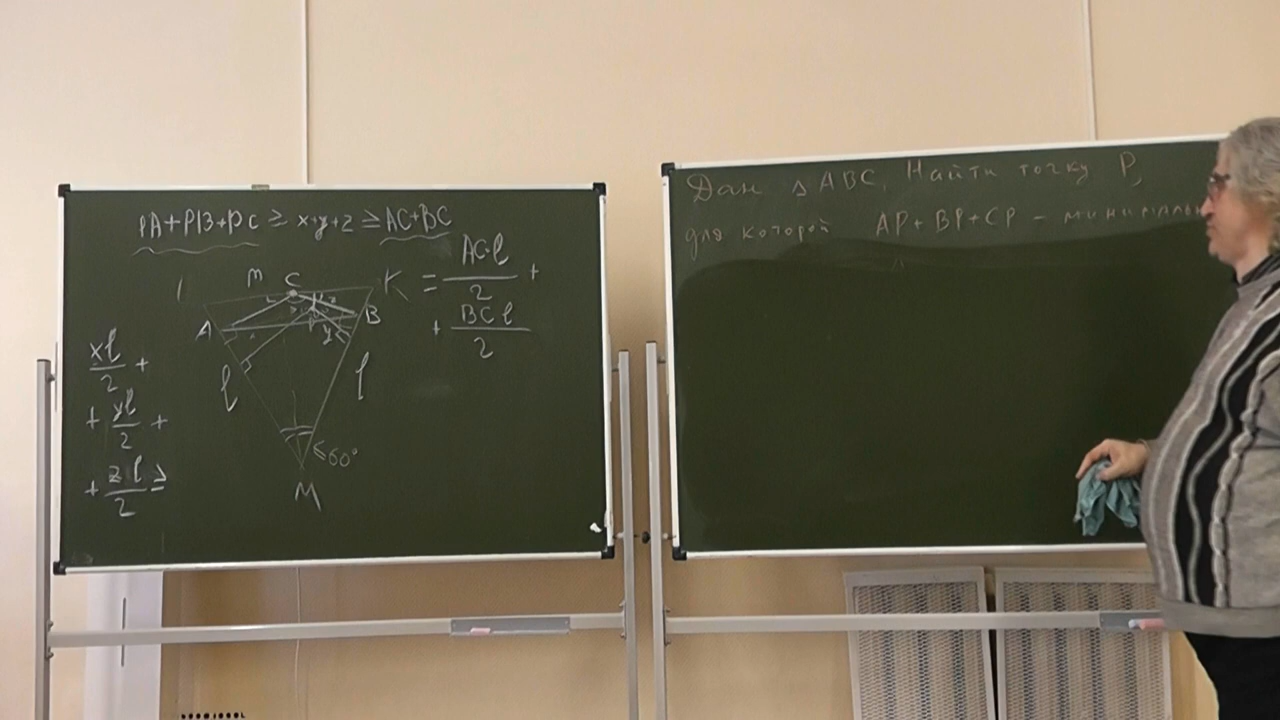 PA+PB+PC ≥ x+y+z ≥ AC+BC
M C K
= AC·l / 2 +
+ BC l / 2
A B
x y z
P
l l
≤60°
M
xl / 2 +
+ yl / 2 +
+ zl / 2 ≥
Дан △ ABC. Найти точку P,
для которой AP+BP+CP -